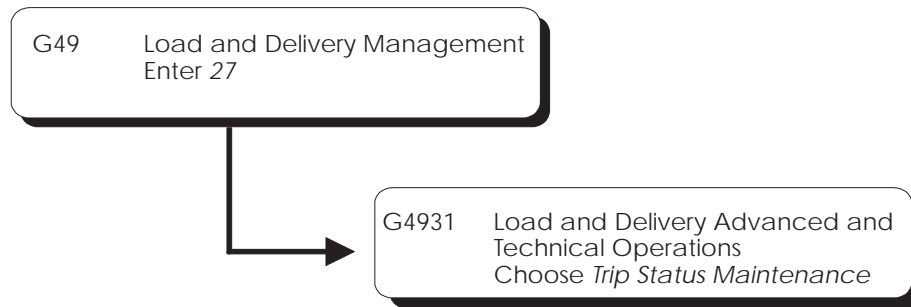 G49 Load and Delivery Management
Enter 27
G4931 Load and Delivery Advanced and
Technical Operations
Choose Trip Status Maintenance